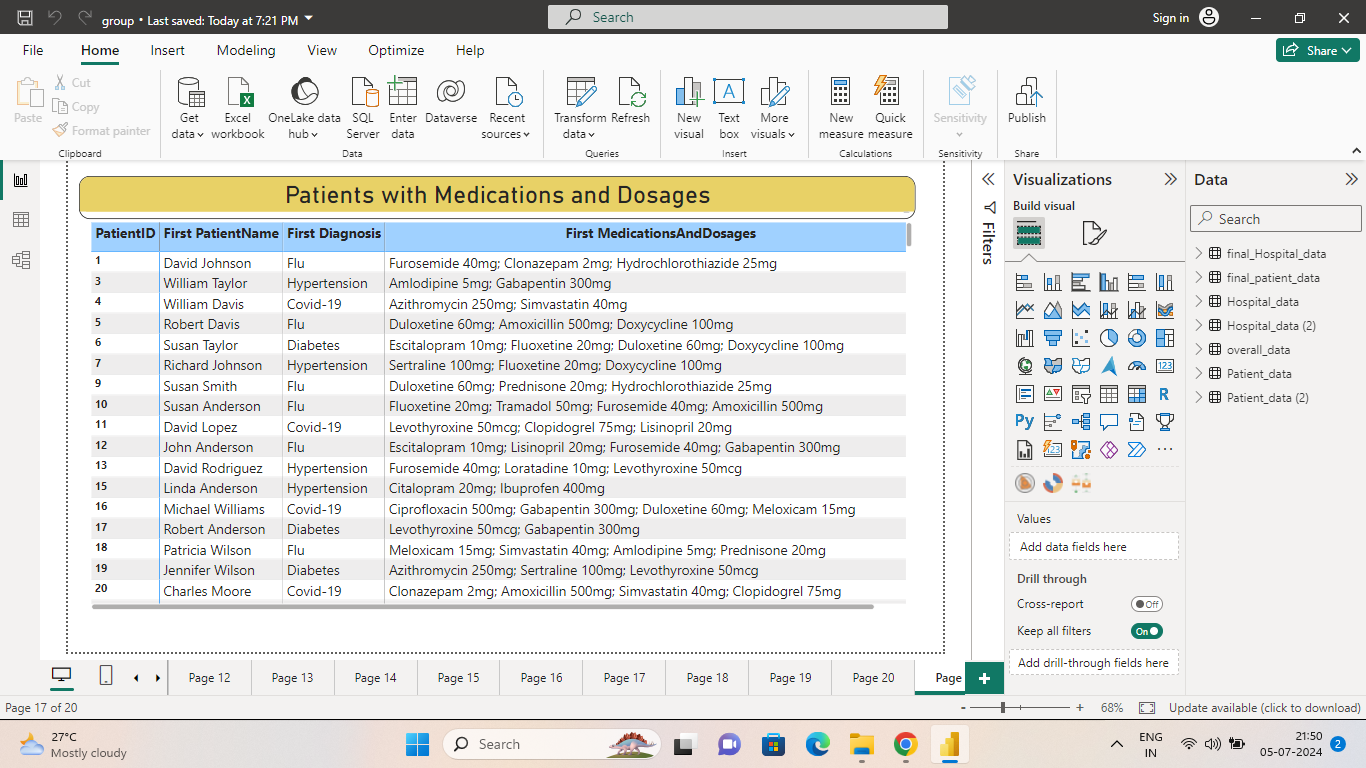 group • Last saved: Today at 7:21 PM
Search
Sign in
File Home Insert Modeling View Optimize Help
Share
Paste
Cut
Copy
Format painter
Clipboard
Get data
Excel workbook
OneLake data hub
SQL Server
Enter data
Dataverse
Recent sources
Data
Transform data
Refresh
Queries
New visual
Text box
More visuals
Insert
New measure
Quick measure
Calculations
Sensitivity
Sensitivity
Publish
Share
Patients with Medications and Dosages
PatientID First PatientName First Diagnosis First MedicationsAndDosages
1 David Johnson Flu Furosemide 40mg; Clonazepam 2mg; Hydrochlorothiazide 25mg
3 William Taylor Hypertension Amlodipine 5mg; Gabapentin 300mg
4 William Davis Covid-19 Azithromycin 250mg; Simvastatin 40mg
5 Robert Davis Flu Duloxetine 60mg; Amoxicillin 500mg; Doxycycline 100mg
6 Susan Taylor Diabetes Escitalopram 10mg; Fluoxetine 20mg; Duloxetine 60mg; Doxycycline 100mg
7 Richard Johnson Hypertension Sertraline 100mg; Fluoxetine 20mg; Doxycycline 100mg
9 Susan Smith Flu Duloxetine 60mg; Prednisone 20mg; Hydrochlorothiazide 25mg
10 Susan Anderson Flu Fluoxetine 20mg; Tramadol 50mg; Furosemide 40mg; Amoxicillin 500mg
11 David Lopez Covid-19 Levothyroxine 50mcg; Clopidogrel 75mg; Lisinopril 20mg
12 John Anderson Flu Escitalopram 10mg; Lisinopril 20mg; Furosemide 40mg; Gabapentin 300mg
13 David Rodriguez Hypertension Furosemide 40mg; Loratadine 10mg; Levothyroxine 50mcg
15 Linda Anderson Hypertension Citalopram 20mg; Ibuprofen 400mg
16 Michael Williams Covid-19 Ciprofloxacin 500mg; Gabapentin 300mg; Duloxetine 60mg; Meloxicam 15mg
17 Robert Anderson Diabetes Levothyroxine 50mcg; Gabapentin 300mg
18 Patricia Wilson Flu Meloxicam 15mg; Simvastatin 40mg; Amlodipine 5mg; Prednisone 20mg
19 Jennifer Wilson Diabetes Azithromycin 250mg; Sertraline 100mg; Levothyroxine 50mcg
20 Charles Moore Covid-19 Clonazepam 2mg; Amoxicillin 500mg; Simvastatin 40mg; Clopidogrel 75mg
Filters
Visualizations
Build visual
123
R
Py
123
Values
Add data fields here
Drill through
Cross-report Off
Keep all filters On
Add drill-through fields here
Data
Search
final_Hospital_data
final_patient_data
Hospital_data
Hospital_data (2)
overall_data
Patient_data
Patient_data (2)
Page 12 Page 13 Page 14 Page 15 Page 16 Page 17 Page 18 Page 19 Page 20 Page
Page 17 of 20
- + 68% Update available (click to download)
27°C
Mostly cloudy
Search
ENG
IN
21:50
05-07-2024
2